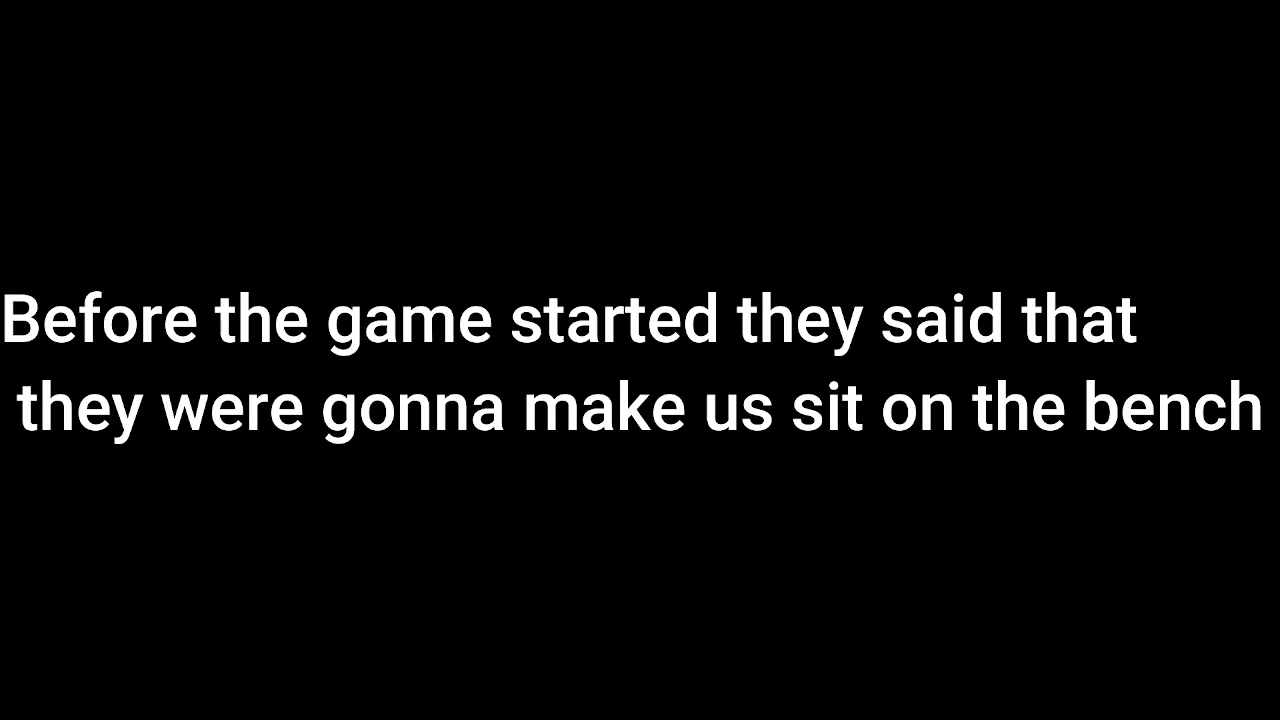 Before the game started they said that
they were gonna make us sit on the bench